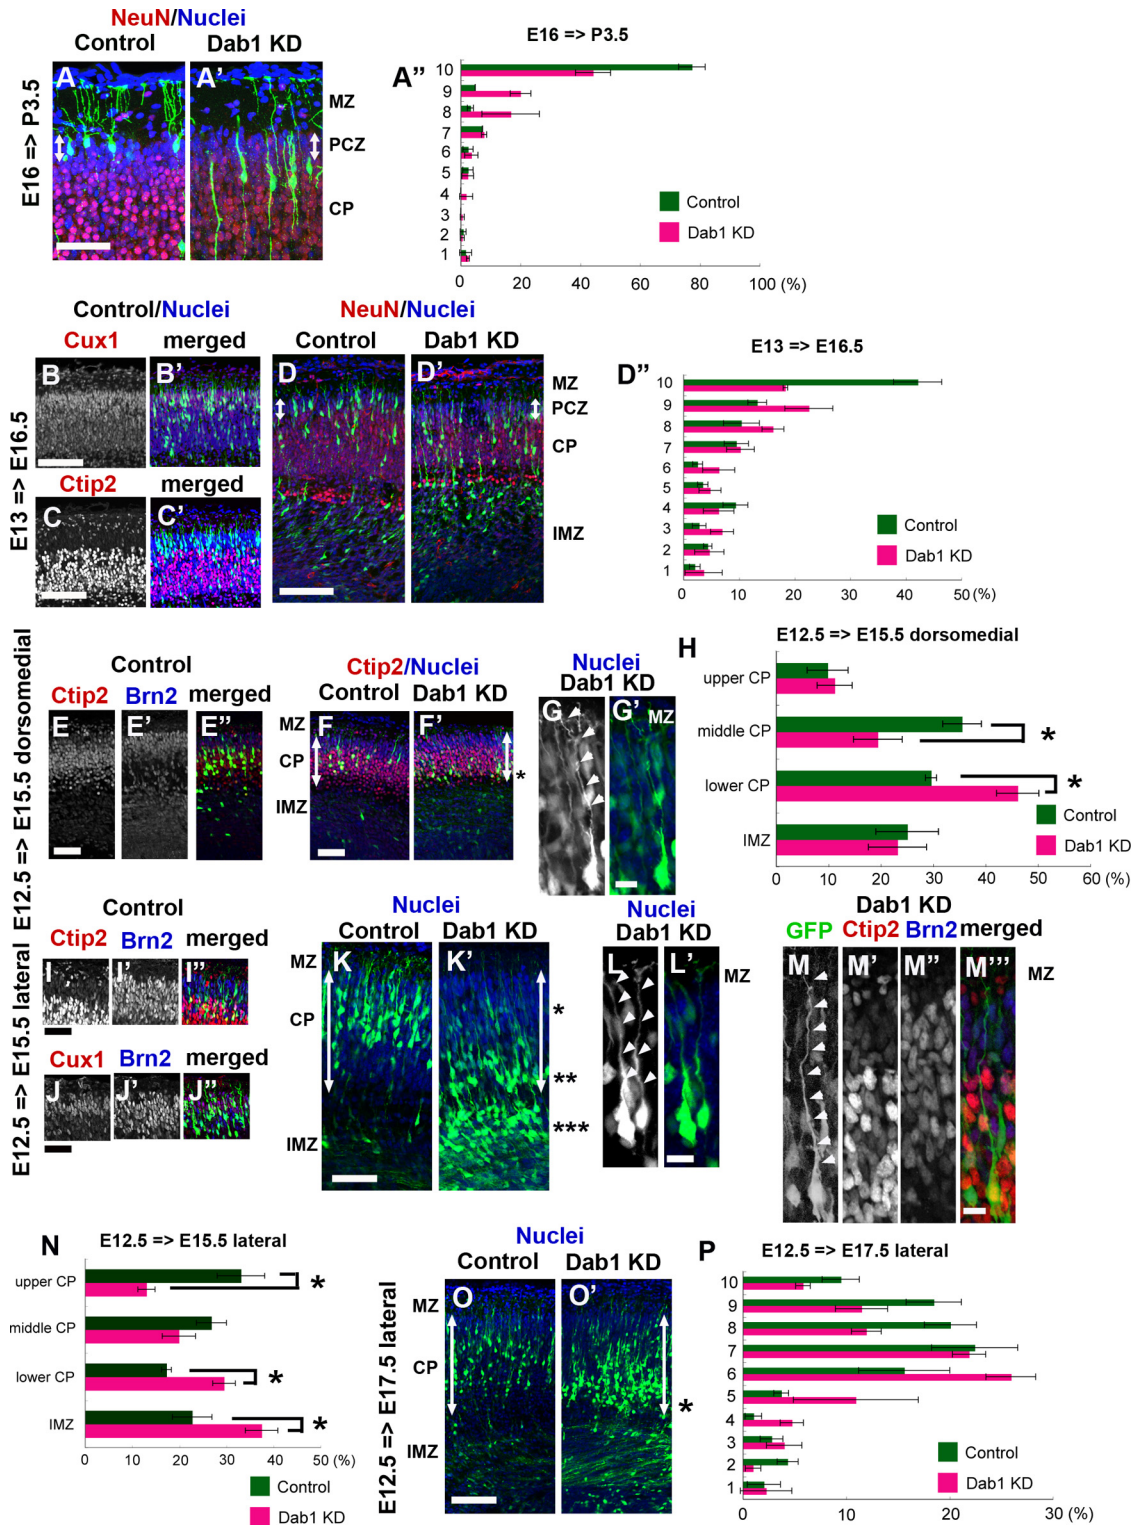 NeuN/Nuclei
Control Dab1 KD
E16 => P3.5
A A’
MZ
PCZ
CP
E16 => P3.5
A”
10
9
8
7
6
5
4
3
2
1
0 20 40 60 80 100 (%)
Control
Dab1 KD
E13 => E16.5
Control/Nuclei
Cux1 merged
B B’
Ctip2 merged
C C’
NeuN/Nuclei
Control Dab1 KD
D D’
MZ
PCZ
CP
IMZ
E13 => E16.5
D”
10
9
8
7
6
5
4
3
2
1
0 10 20 30 40 50 (%)
Control
Dab1 KD
E12.5 => E15.5 dorsomedial
Control
Ctip2 Brn2 merged
E E’ E”
Ctip2/Nuclei
Control Dab1 KD
MZ
CP
IMZ
F F’
*
Nuclei
Dab1 KD
G G’ MZ
H
E12.5 => E15.5 dorsomedial
upper CP
middle CP
lower CP
IMZ
*
*
Control
Dab1 KD
0 10 20 30 40 50 60 (%)
E12.5 => E15.5 lateral
Control
Ctip2 Brn2 merged
I I’ I”
Cux1 Brn2 merged
J J’ J”
Nuclei
Control Dab1 KD
MZ
CP
IMZ
K K’
*
**
***
Nuclei
Dab1 KD
L L’ MZ
Dab1 KD
GFP Ctip2 Brn2 merged
M M’ M” M’’’ MZ
N
E12.5 => E15.5 lateral
upper CP
middle CP
lower CP
IMZ
*
*
*
0 10 20 30 40 50 (%)
Control
Dab1 KD
E12.5 => E17.5 lateral
Nuclei
Control Dab1 KD
MZ
CP
IMZ
O O’
*
P
E12.5 => E17.5 lateral
10
9
8
7
6
5
4
3
2
1
Control
Dab1 KD
10 20 30 (%)